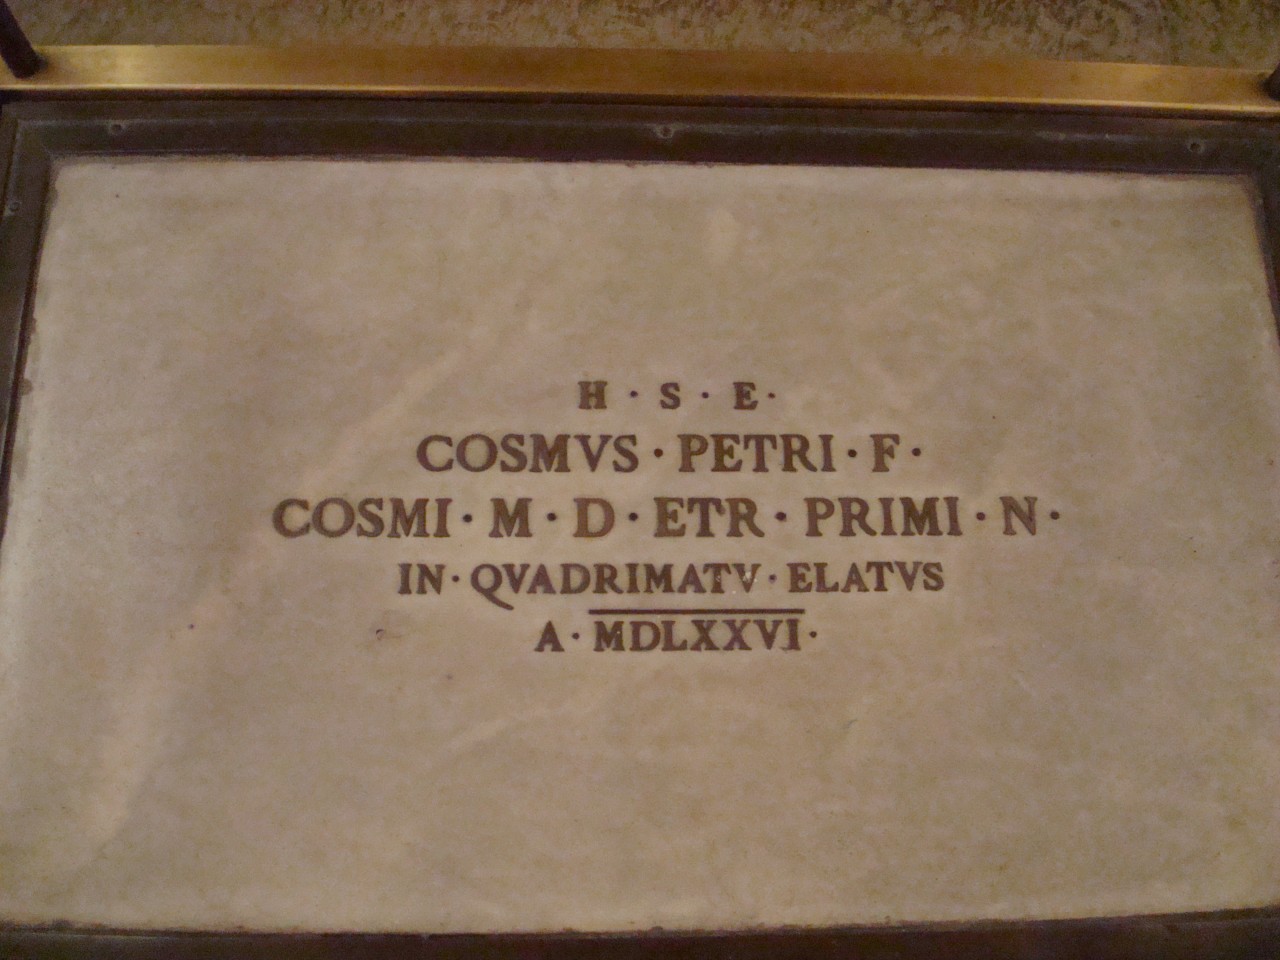 H · S · E ·
COSMVS · PETRI · F ·
COSMI · M · D · ETR · PRIMI · N ·
IN · QVADRIMATV · ELATVS
A · MDLXXVI ·